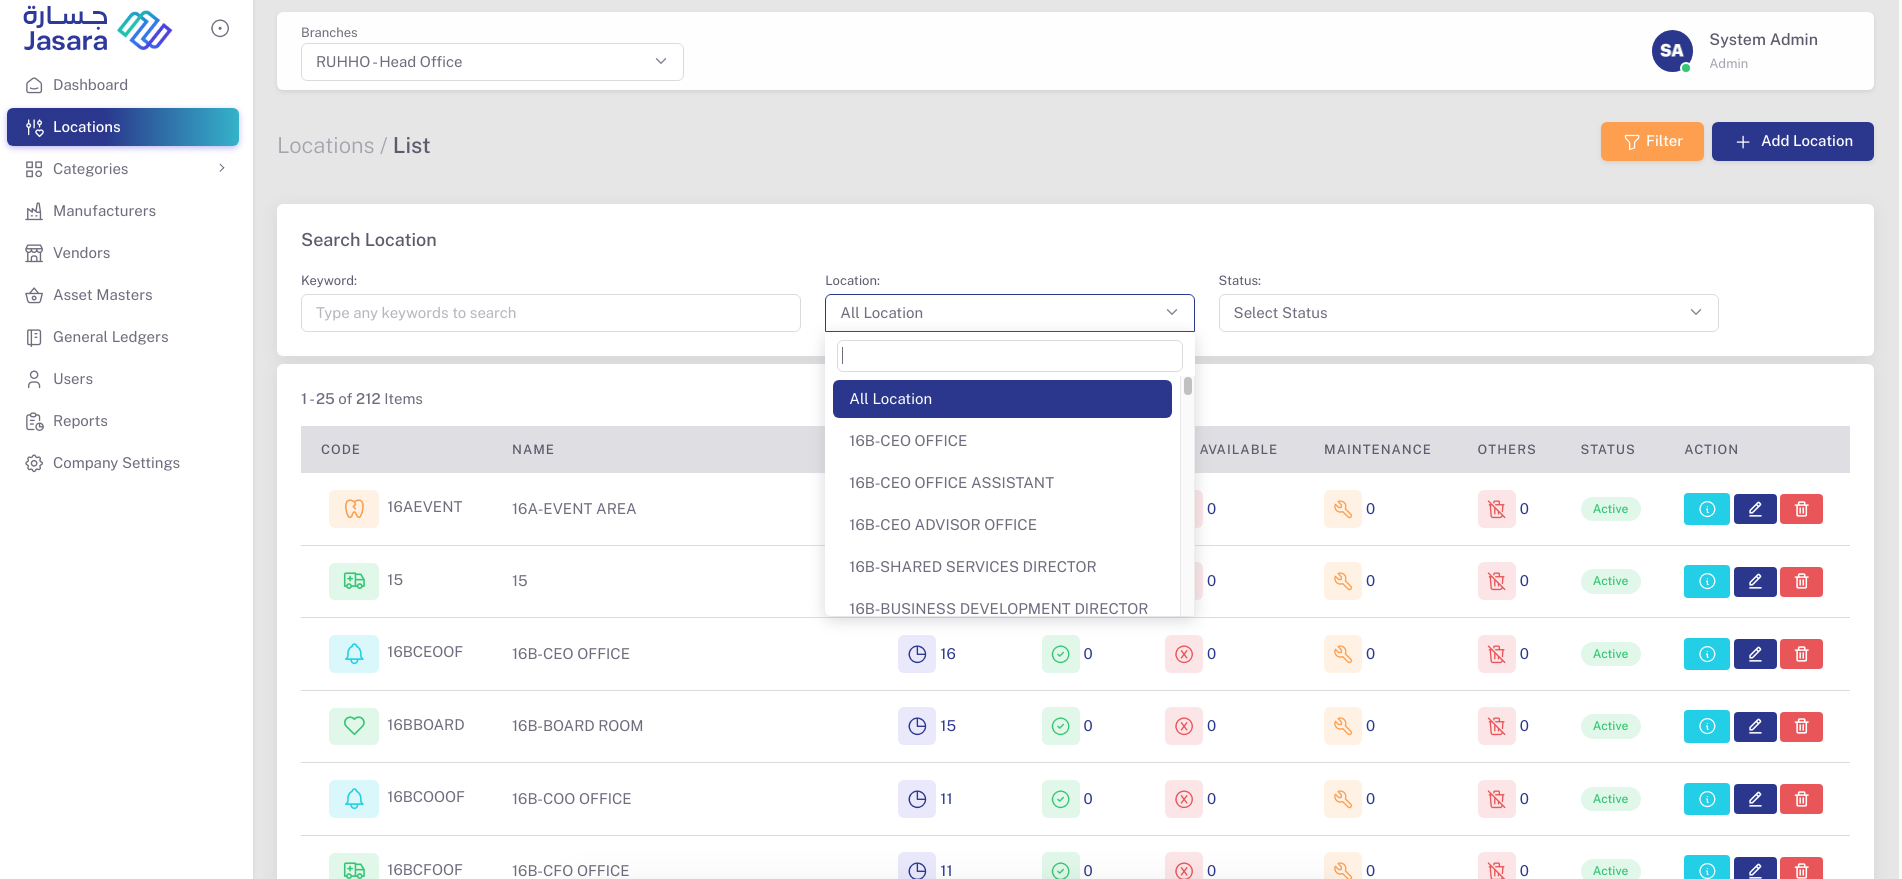 جسارة
Jasara
Dashboard
Locations
Categories
Manufacturers
Vendors
Asset Masters
General Ledgers
Users
Reports
Company Settings
Branches
RUHHO - Head Office
SA
System Admin
Admin
Locations / List
Filter
Add Location
Search Location
Keyword:
Type any keywords to search
Location:
All Location
Status:
Select Status
All Location
16B-CEO OFFICE
16B-CEO OFFICE ASSISTANT
16B-CEO ADVISOR OFFICE
16B-SHARED SERVICES DIRECTOR
16B-BUSINESS DEVELOPMENT DIRECTOR
1 - 25 of 212 Items
CODE NAME AVAILABLE MAINTENANCE OTHERS STATUS ACTION
16AEVENT 16A-EVENT AREA 0 0 0 Active
15 15 0 0 0 Active
16BCEOOF 16B-CEO OFFICE 16 0 0 0 0 Active
16BBOARD 16B-BOARD ROOM 15 0 0 0 0 Active
16BCOOOF 16B-COO OFFICE 11 0 0 0 0 Active
16BCFOOF 16B-CFO OFFICE 11 0 0 0 0 Active